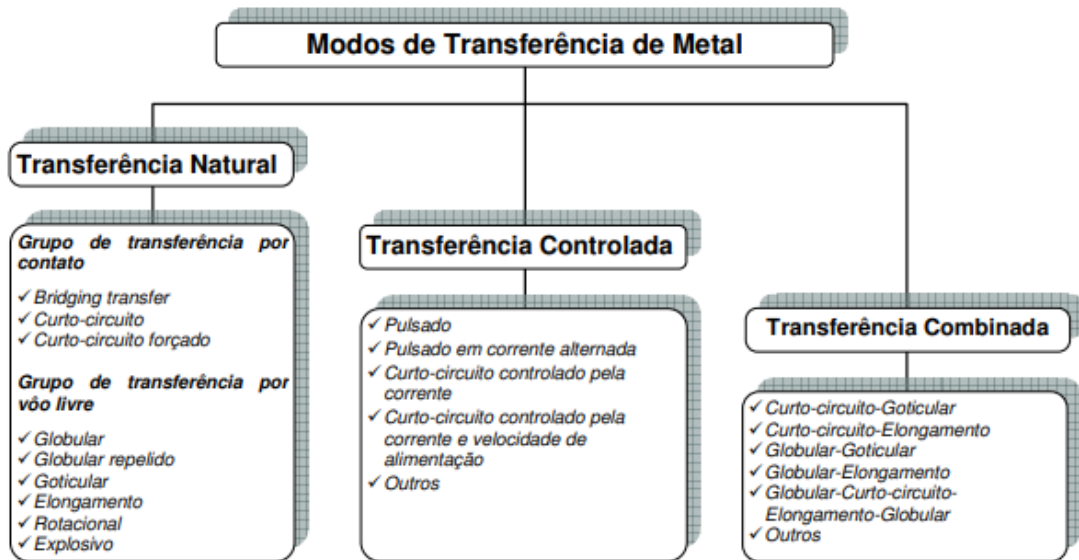 Modos de Transferência de Metal
Transferência Natural
Grupo de transferência por
contato
✓ Bridging transfer
✓ Curto-circuito
✓ Curto-circuito forçado
Grupo de transferência por
vôo livre
✓ Globular
✓ Globular repelido
✓ Goticular
✓ Elongamento
✓ Rotacional
✓ Explosivo
Transferência Controlada
✓ Pulsado
✓ Pulsado em corrente alternada
✓ Curto-circuito controlado pela
corrente
✓ Curto-circuito controlado pela
corrente e velocidade de
alimentação
✓ Outros
Transferência Combinada
✓ Curto-circuito-Goticular
✓ Curto-circuito-Elongamento
✓ Globular-Goticular
✓ Globular-Elongamento
✓ Globular-Curto-circuito-
Elongamento-Globular
✓ Outros